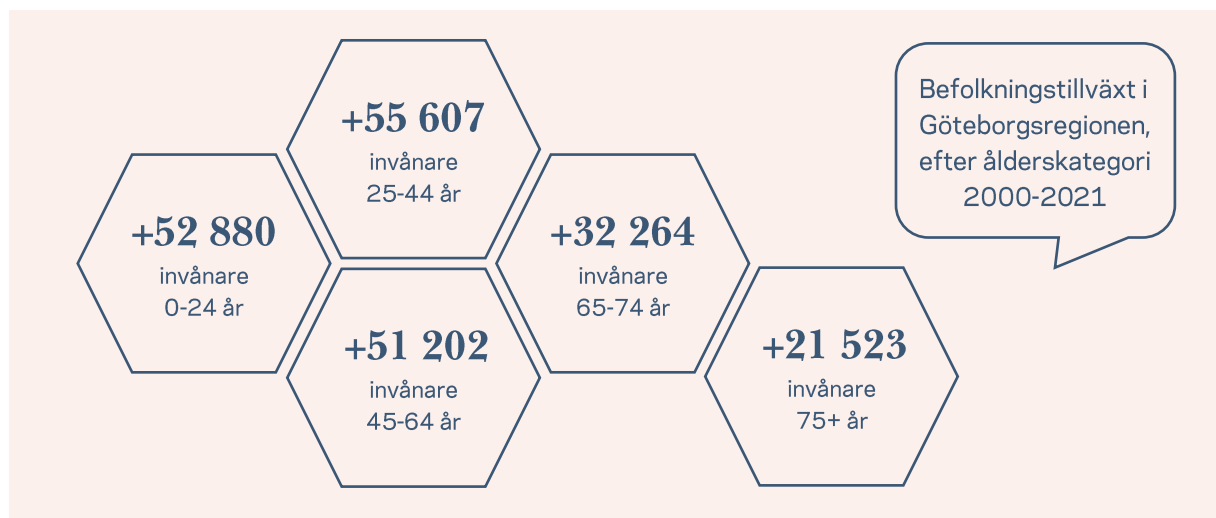 Befolkningstillväxt i
Göteborgsregionen,
efter ålderskategori
2000-2021
+52 880
invånare
0-24 år
+55 607
invånare
25-44 år
+51 202
invånare
45-64 år
+32 264
invånare
65-74 år
+21 523
invånare
75+ år